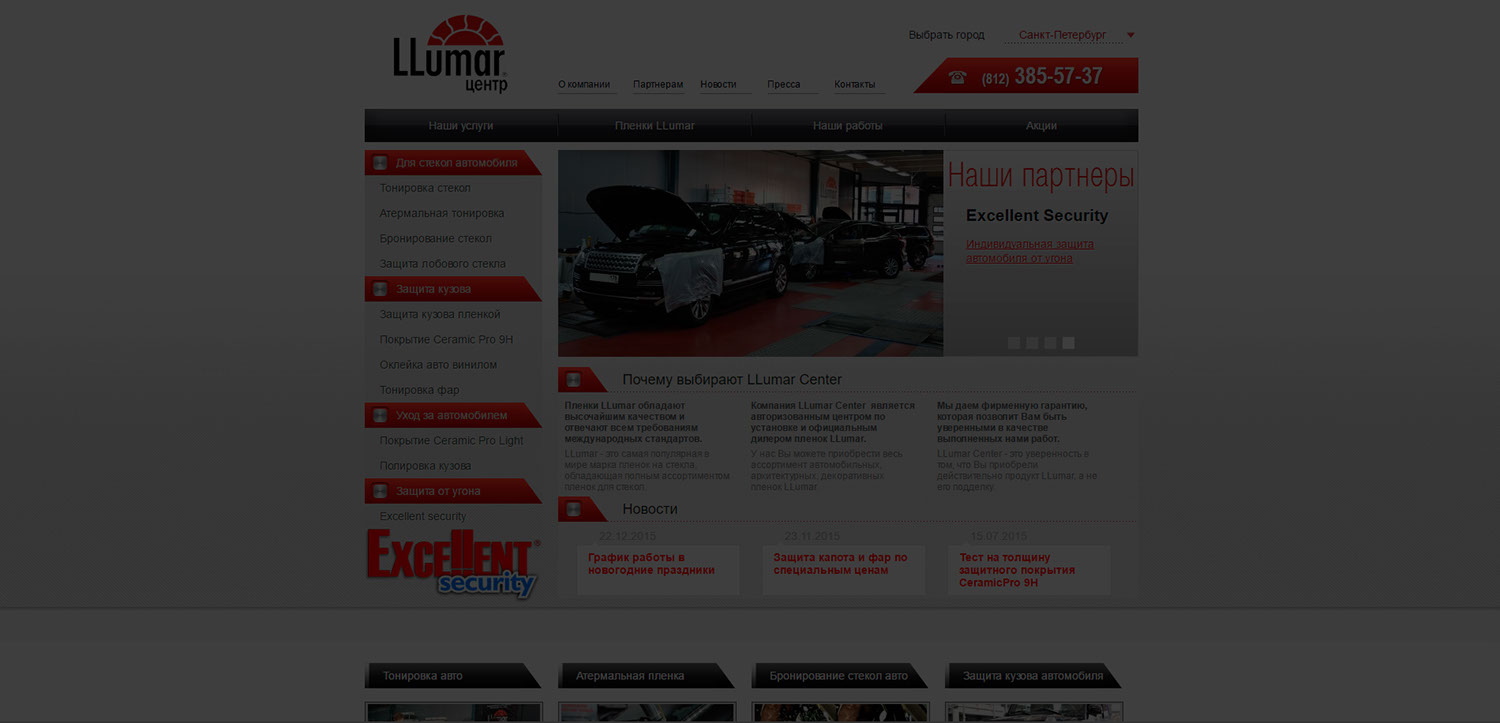 LLumar
центр
Выбрать город Санкт-Петербург
(812) 385-57-37
О компании Партнерам Новости Пресса Контакты
Наши услуги Пленки LLumar Наши работы Акции
Для стекол автомобиля
Тонировка стекол
Атермальная тонировка
Бронирование стекол
Защита лобового стекла
Защита кузова
Защита кузова пленкой
Покрытие Ceramic Pro 9H
Оклейка авто винилом
Тонировка фар
Уход за автомобилем
Покрытие Ceramic Pro Light
Полировка кузова
Защита от угона
Excellent security
EXCELLENT®
security
Наши партнеры
Excellent Security
Индивидуальная защита
автомобиля от угона
Почему выбирают LLumar Center
Пленки LLumar обладают
высочайшим качеством и
отвечают всем требованиям
международных стандартов.
LLumar - это самая популярная в
мире марка пленок на стекла,
обладающая полным ассортиментом
пленок для стекол.
Компания LLumar Center является
авторизованным центром по
установке и официальным
дилером пленок LLumar.
У нас Вы можете приобрести весь
ассортимент автомобильных,
архитектурных, декоративных
пленок LLumar.
Мы даем фирменную гарантию,
которая позволит Вам быть
уверенными в качестве
выполненных нами работ.
LLumar Center - это уверенность в
том, что Вы приобрели
действительно продукт LLumar, а не
его подделку.
Новости
22.12.2015
График работы в
новогодние праздники
23.11.2015
Защита капота и фар по
специальным ценам
15.07.2015
Тест на толщину
защитного покрытия
CeramicPro 9H
Тонировка авто Атермальная пленка Бронирование стекол авто Защита кузова автомобиля